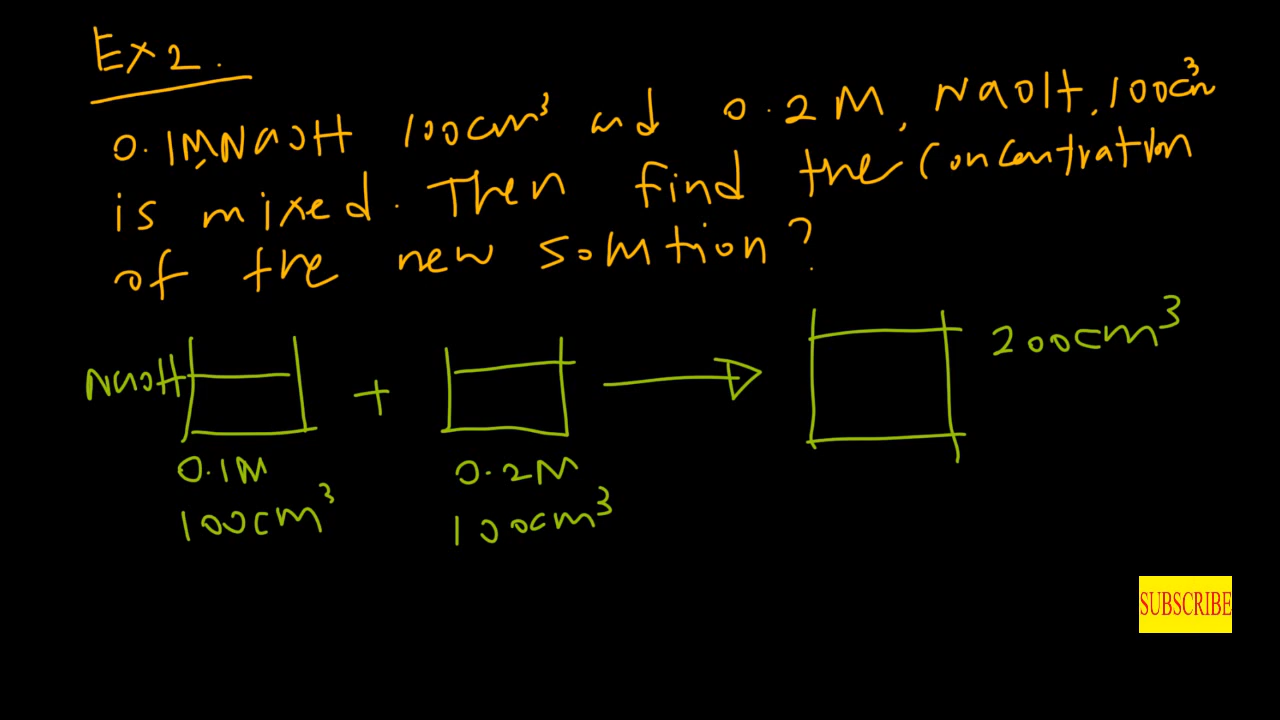 Ex 2.
0.1M NaOH 100cm³ and 0.2M, NaOH, 100cm³
is mixed. Then find the concentration
of the new solution?
NaOH + 200cm³
0.1M 0.2M
100cm³ 100cm³
SUBSCRIBE